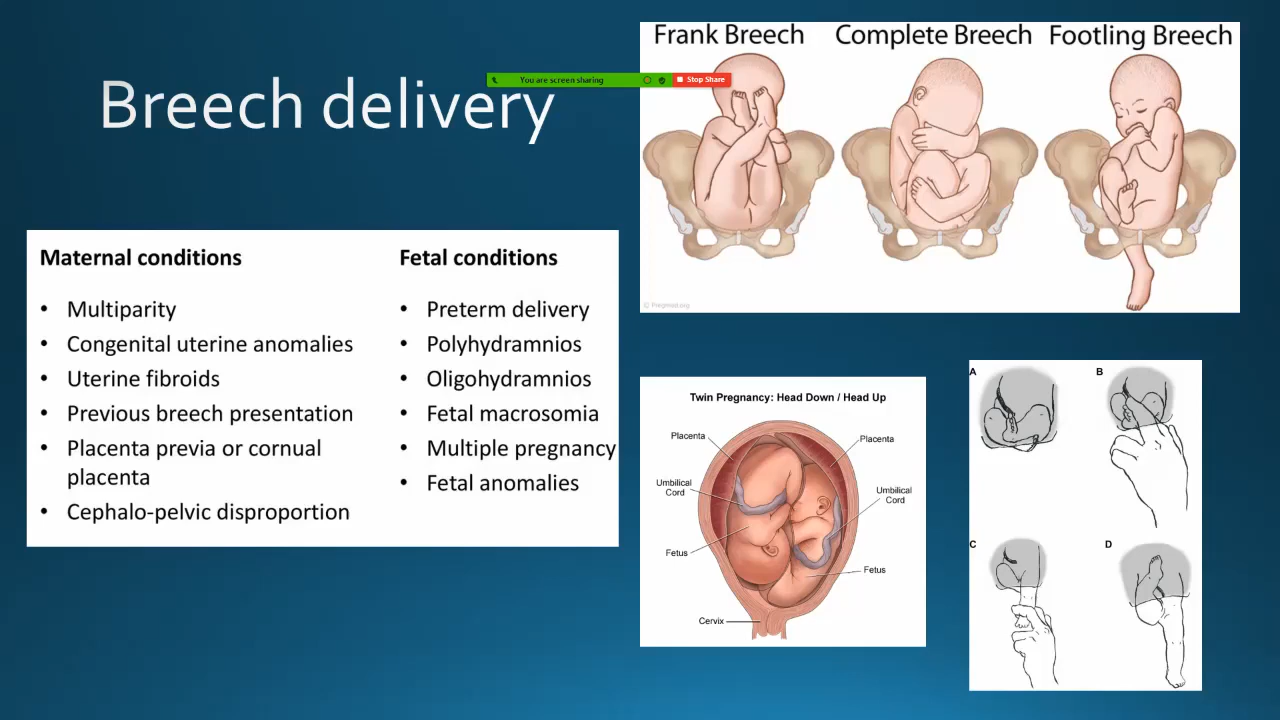 Breech delivery
You are screen sharing
Stop Share
Frank Breech
Complete Breech
Footling Breech
© Pregmed.org
Maternal conditions
• Multiparity
• Congenital uterine anomalies
• Uterine fibroids
• Previous breech presentation
• Placenta previa or cornual
placenta
• Cephalo-pelvic disproportion
Fetal conditions
• Preterm delivery
• Polyhydramnios
• Oligohydramnios
• Fetal macrosomia
• Multiple pregnancy
• Fetal anomalies
Twin Pregnancy: Head Down / Head Up
Placenta
Placenta
Umbilical
Cord
Umbilical
Cord
Fetus
Fetus
Cervix
A
B
C
D